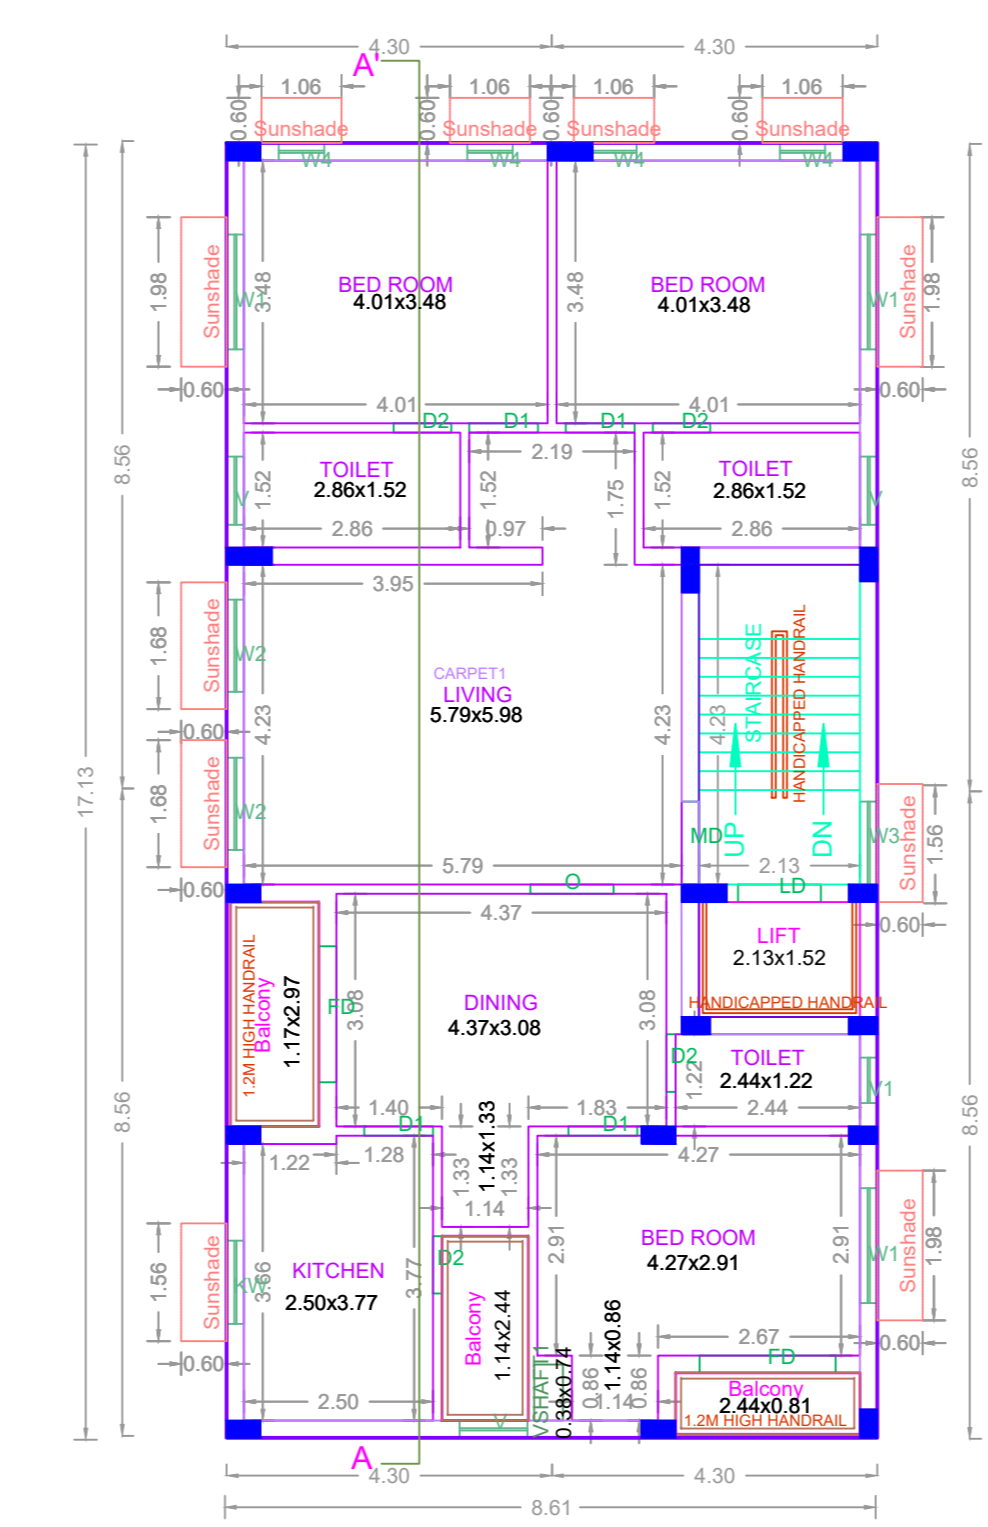 4.30
4.30
A'
1.06
1.06
1.06
1.06
0.60
0.60
0.60
0.60
Sunshade
Sunshade
Sunshade
Sunshade
W4
W4
W4
W4
1.98
Sunshade
W1
3.48
BED ROOM
4.01x3.48
3.48
BED ROOM
4.01x3.48
W1
Sunshade
1.98
0.60
0.60
4.01
4.01
D2
D1
D1
D2
8.56
8.56
2.19
V
1.52
TOILET
2.86x1.52
1.52
1.75
1.52
TOILET
2.86x1.52
V
2.86
0.97
2.86
3.95
1.68
Sunshade
W2
CARPET1
LIVING
5.79x5.98
STAIRCASE
HANDICAPPED HANDRAIL
0.60
4.23
4.23
4.23
17.13
1.68
Sunshade
W2
MD
UP
DN
W3
Sunshade
1.56
5.79
2.13
0.60
O
LD
4.37
0.60
LIFT
2.13x1.52
1.2M HIGH HANDRAIL
Balcony
1.17x2.97
FD
3.08
DINING
4.37x3.08
3.08
HANDICAPPED HANDRAIL
D2
1.22
TOILET
2.44x1.22
V1
8.56
8.56
1.40
1.83
2.44
D1
D1
1.22
1.28
1.33
1.14x1.33
1.33
4.27
1.14
1.56
Sunshade
KW
3.66
KITCHEN
2.50x3.77
3.77
D2
2.91
BED ROOM
4.27x2.91
2.91
W1
Sunshade
1.98
Balcony
1.14x2.44
0.60
2.67
0.60
VSHAFT1
0.38x0.74
0.86
1.14x0.86
0.86
FD
2.50
1.14
Balcony
2.44x0.81
1.2M HIGH HANDRAIL
V
A
4.30
4.30
8.61